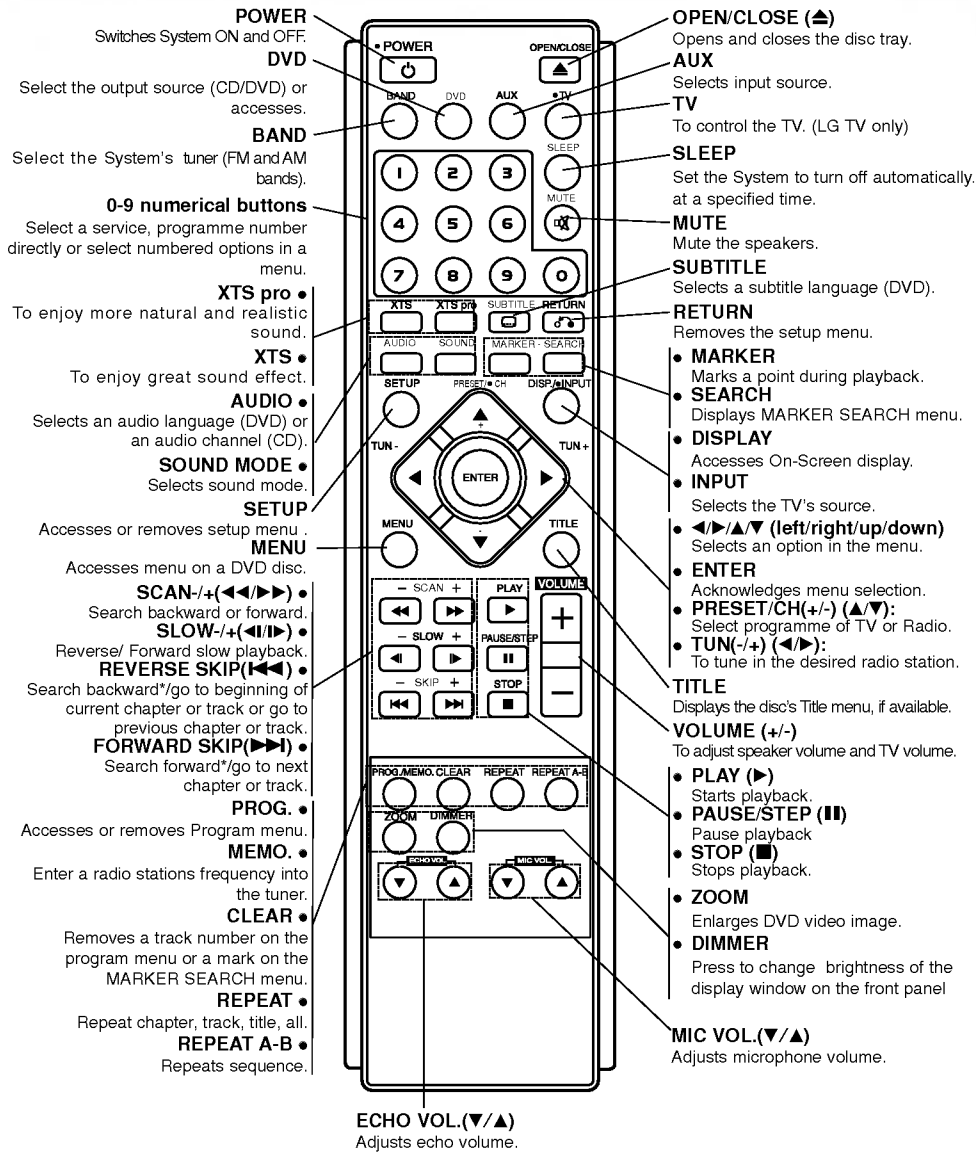 POWER
Switches System ON and OFF.
DVD
Select the output source (CD/DVD) or
accesses.
BAND
Select the System's tuner (FM and AM
bands).
0-9 numerical buttons
Select a service, programme number
directly or select numbered options in a
menu.
XTS pro ●
To enjoy more natural and realistic
sound.
XTS ●
To enjoy great sound effect.
AUDIO ●
Selects an audio language (DVD) or
an audio channel (CD).
SOUND MODE ●
Selects sound mode.
SETUP
Accesses or removes setup menu .
MENU
Accesses menu on a DVD disc.
SCAN-/+(◄◄/►►) ●
Search backward or forward.
SLOW-/+(◄I/I►) ●
Reverse/ Forward slow playback.
REVERSE SKIP(I◄◄) ●
Search backward*/go to beginning of
current chapter or track or go to
previous chapter or track.
FORWARD SKIP(►►I) ●
Search forward*/go to next
chapter or track.
PROG. ●
Accesses or removes Program menu.
MEMO. ●
Enter a radio stations frequency into
the tuner.
CLEAR ●
Removes a track number on the
program menu or a mark on the
MARKER SEARCH menu.
REPEAT ●
Repeat chapter, track, title, all.
REPEAT A-B ●
Repeats sequence.
● POWER OPEN/CLOSE
BAND DVD AUX ● TV
SLEEP
1 2 3
MUTE
4 5 6
7 8 9 0
XTS XTS pro SUBTITLE RETURN
AUDIO SOUND MARKER - SEARCH
SETUP PRESET/● CH DISP./●INPUT
+
TUN - TUN +
ENTER
-
MENU TITLE
− SCAN + PLAY VOLUME
+
− SLOW + PAUSE/STEP
− SKIP + STOP
−
PROG./MEMO. CLEAR REPEAT REPEAT A-B
ZOOM DIMMER
ECHO VOL. MIC VOL.
▼ ▲ ▼ ▲
ECHO VOL.(▼/▲)
Adjusts echo volume.
OPEN/CLOSE (⏏)
Opens and closes the disc tray.
AUX
Selects input source.
TV
To control the TV. (LG TV only)
SLEEP
Set the System to turn off automatically.
at a specified time.
MUTE
Mute the speakers.
SUBTITLE
Selects a subtitle language (DVD).
RETURN
Removes the setup menu.
● MARKER
Marks a point during playback.
● SEARCH
Displays MARKER SEARCH menu.
● DISPLAY
Accesses On-Screen display.
● INPUT
Selects the TV's source.
● ◄/►/▲/▼ (left/right/up/down)
Selects an option in the menu.
● ENTER
Acknowledges menu selection.
● PRESET/CH(+/-) (▲/▼):
Select programme of TV or Radio.
● TUN(-/+) (◄/►):
To tune in the desired radio station.
TITLE
Displays the disc's Title menu, if available.
VOLUME (+/-)
To adjust speaker volume and TV volume.
● PLAY (►)
Starts playback.
● PAUSE/STEP (II)
Pause playback
● STOP (■)
Stops playback.
● ZOOM
Enlarges DVD video image.
● DIMMER
Press to change brightness of the
display window on the front panel
MIC VOL.(▼/▲)
Adjusts microphone volume.